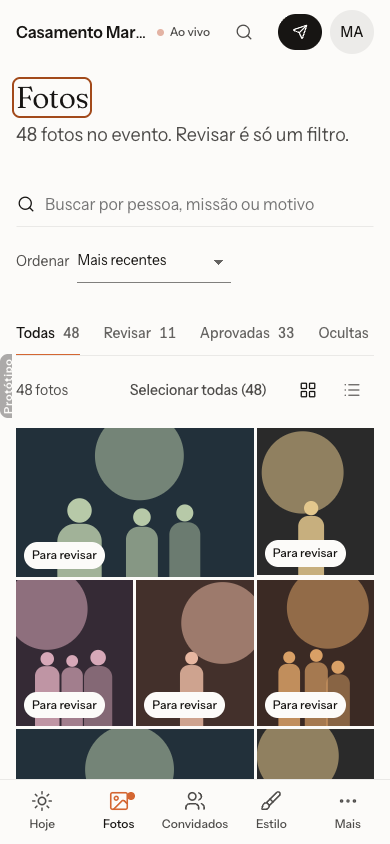 Casamento Mar... Ao vivo MA
Fotos
48 fotos no evento. Revisar é só um filtro.
Buscar por pessoa, missão ou motivo
Ordenar Mais recentes
Todas 48 Revisar 11 Aprovadas 33 Ocultas
Protótipo
48 fotos Selecionar todas (48)
Para revisar Para revisar
Para revisar Para revisar Para revisar
Hoje Fotos Convidados Estilo Mais